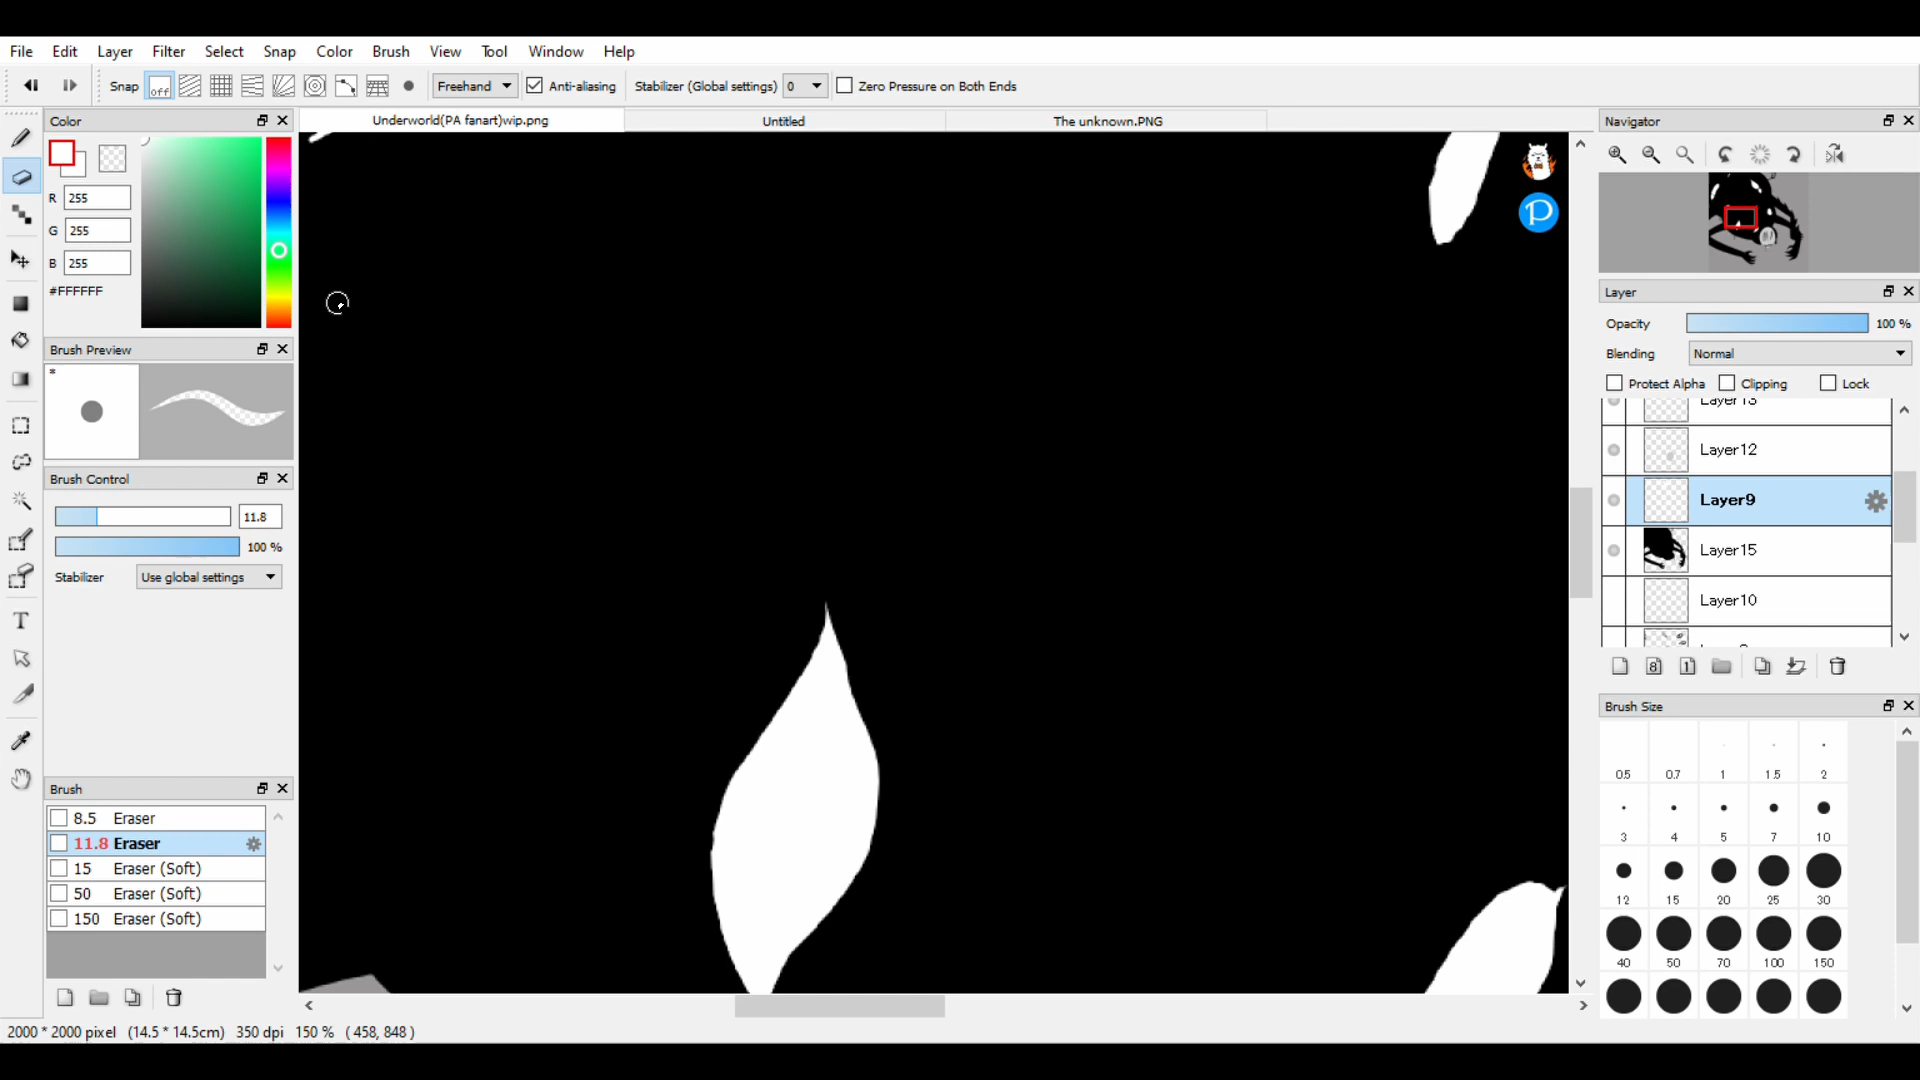 File Edit Layer Filter Select Snap Color Brush View Tool Window Help
Snap off Freehand Anti-aliasing Stabilizer (Global settings) 0 Zero Pressure on Both Ends
Color
Underworld(PA fanart)wip.png Untitled The unknown.PNG
Navigator
R 255
G 255
B 255
#FFFFFF
P
Layer
Opacity 100 %
Blending Normal
Protect Alpha Clipping Lock
Layer13
Layer12
Layer9
Layer15
Layer10
8 1
Brush Preview
*
Brush Control
11.8
100 %
Stabilizer Use global settings
Brush
8.5 Eraser
11.8 Eraser
15 Eraser (Soft)
50 Eraser (Soft)
150 Eraser (Soft)
T
Brush Size
0.5 0.7 1 1.5 2
3 4 5 7 10
12 15 20 25 30
40 50 70 100 150
2000 * 2000 pixel (14.5 * 14.5cm) 350 dpi 150 % ( 458, 848 )